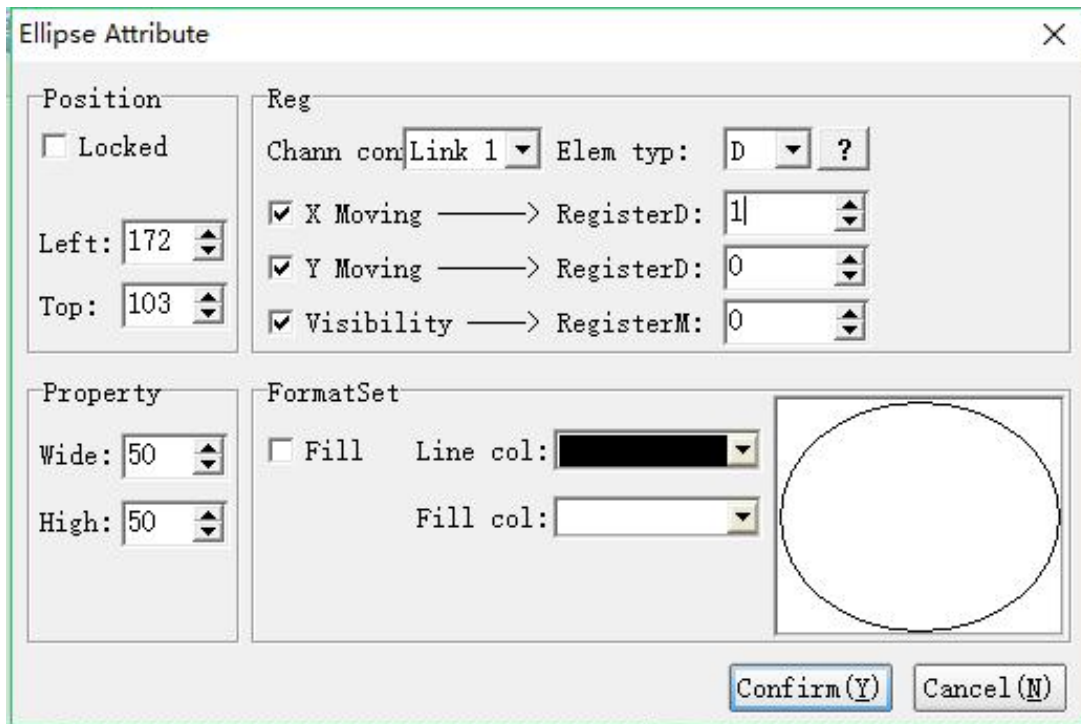 Ellipse Attribute
Position
Locked
Left: 172
Top: 103
Reg
Chann con Link 1 Elem typ: D ?
X Moving RegisterD: 1
Y Moving RegisterD: 0
Visibility RegisterM: 0
Property
Wide: 50
High: 50
FormatSet
Fill Line col:
Fill col:
Confirm(Y) Cancel(N)